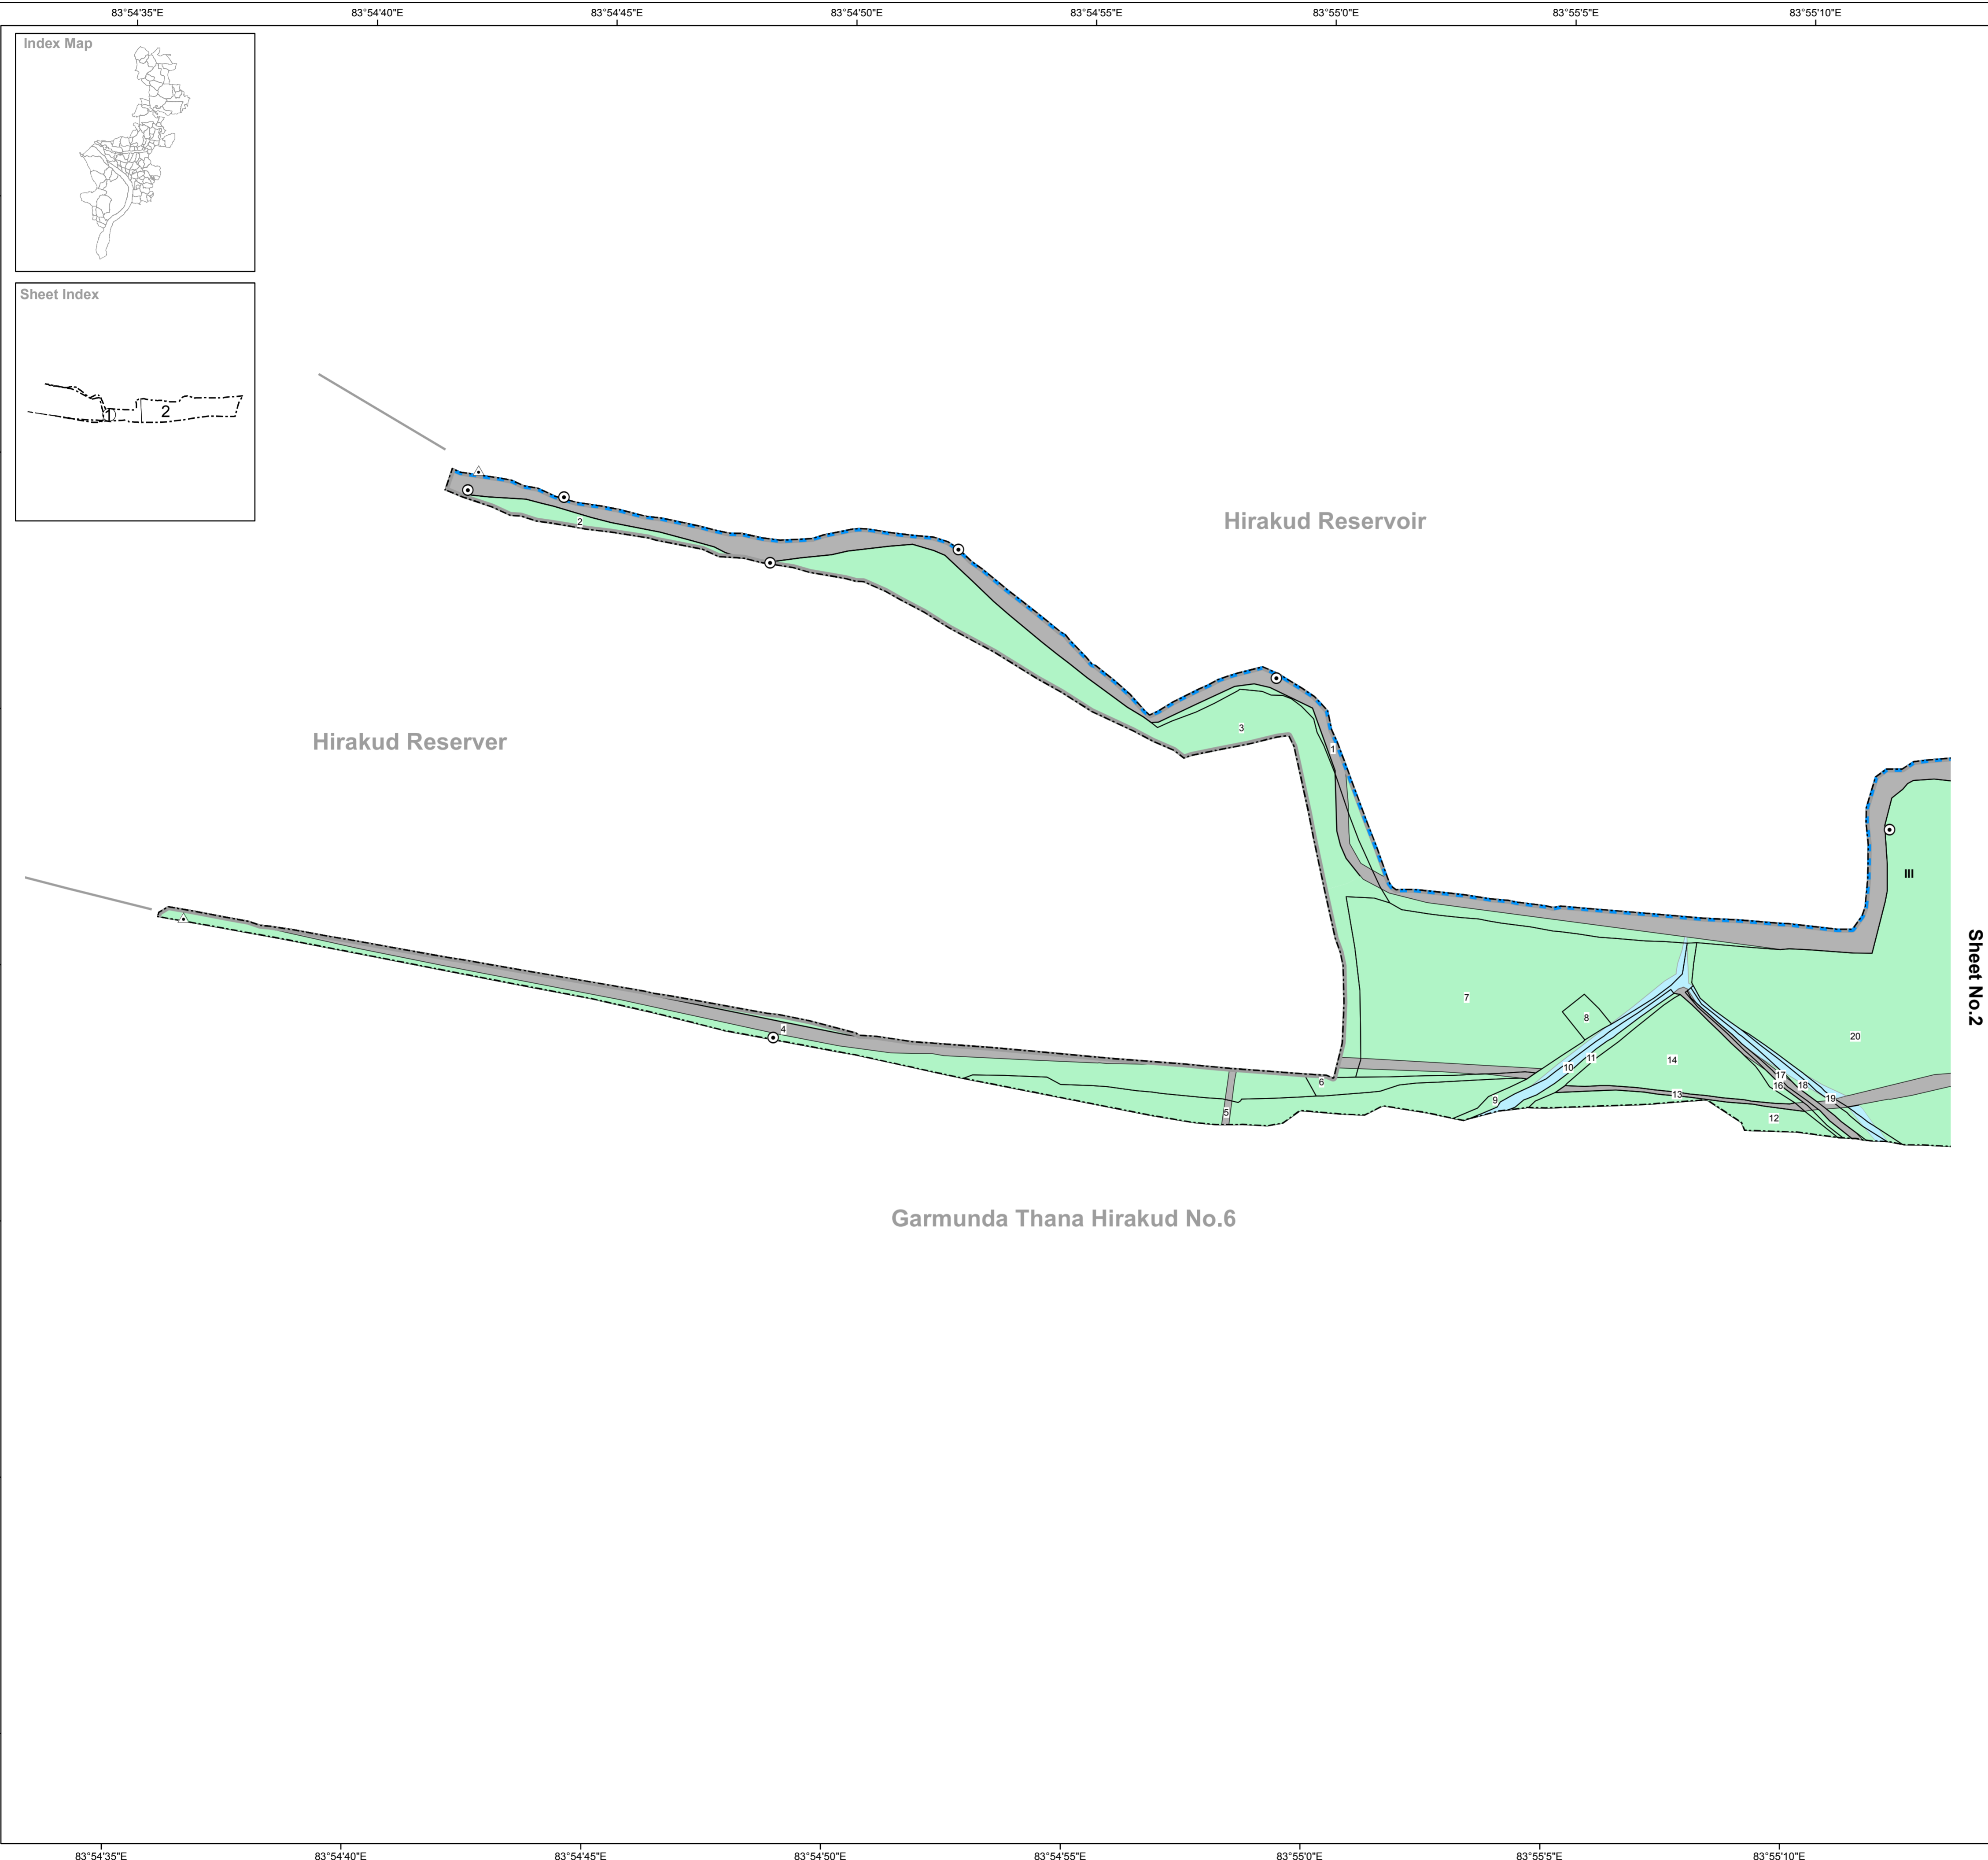 83°54'35"E 83°54'40"E 83°54'45"E 83°54'50"E 83°54'55"E 83°55'0"E 83°55'5"E 83°55'10"E
Index Map
Sheet Index
1
2
Hirakud Reservoir
2
3
1
Hirakud Reserver
III
Sheet No.2
7
8
20
4
14
11
10
17
6
16
18
13
19
9
5
12
Garmunda Thana Hirakud No.6
83°54'35"E 83°54'40"E 83°54'45"E 83°54'50"E 83°54'55"E 83°55'0"E 83°55'5"E 83°55'10"E